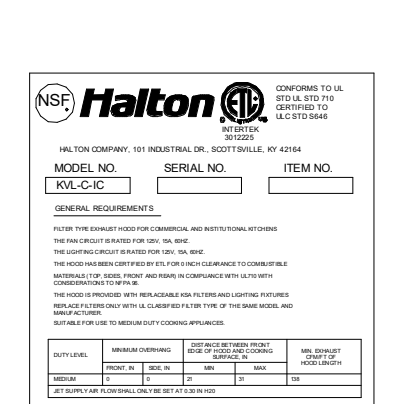 NSF
Halton
ETL
CONFORMS TO UL
STD UL STD 710
CERTIFIED TO
ULC STD S646
INTERTEK
3012225
HALTON COMPANY, 101 INDUSTRIAL DR., SCOTTSVILLE, KY 42164
MODEL NO. SERIAL NO. ITEM NO.
KVL-C-IC
GENERAL REQUIREMENTS
FILTER TYPE EXHAUST HOOD FOR COMMERCIAL AND INSTITUTIONAL KITCHENS
THE FAN CIRCUIT IS RATED FOR 125V, 15A, 60HZ.
THE LIGHTING CIRCUIT IS RATED FOR 125V, 15A, 60HZ.
THE HOOD HAS BEEN CERTIFIED BY ETL FOR 0 INCH CLEARANCE TO COMBUSTIBLE
MATERIALS (TOP, SIDES, FRONT AND REAR) IN COMPLIANCE WITH UL710 WITH
CONSIDERATIONS TO NFPA 96.
THE HOOD IS PROVIDED WITH REPLACEABLE KSA FILTERS AND LIGHTING FIXTURES
REPLACE FILTERS ONLY WITH UL CLASSIFIED FILTER TYPE OF THE SAME MODEL AND
MANUFACTURER.
SUITABLE FOR USE TO MEDIUM DUTY COOKING APPLIANCES.
DUTY LEVEL
MINIMUM OVERHANG
DISTANCE BETWEEN FRONT
EDGE OF HOOD AND COOKING
SURFACE, IN
MIN. EXHAUST
CFM/FT OF
HOOD LENGTH
FRONT, IN SIDE, IN MIN MAX
MEDIUM 0 0 21 31 138
JET SUPPLY AIR FLOW SHALL ONLY BE SET AT 0.30 IN H20